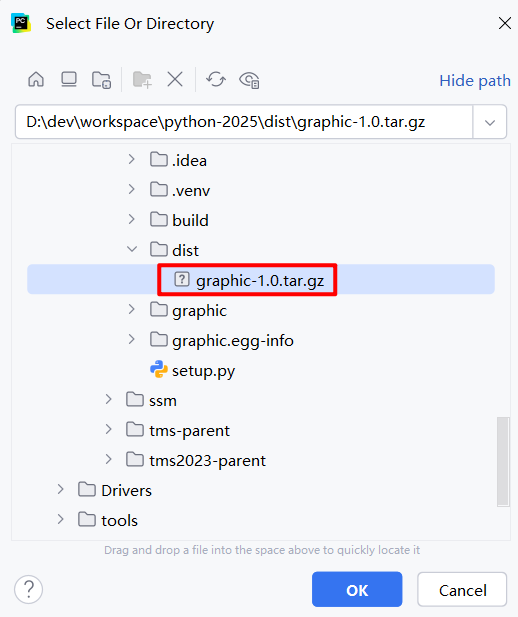 Select File Or Directory
Hide path
D:\dev\workspace\python-2025\dist\graphic-1.0.tar.gz
.idea
.venv
build
dist
graphic-1.0.tar.gz
graphic
graphic.egg-info
setup.py
ssm
tms-parent
tms2023-parent
Drivers
tools
Drag and drop a file into the space above to quickly locate it
?
OK
Cancel